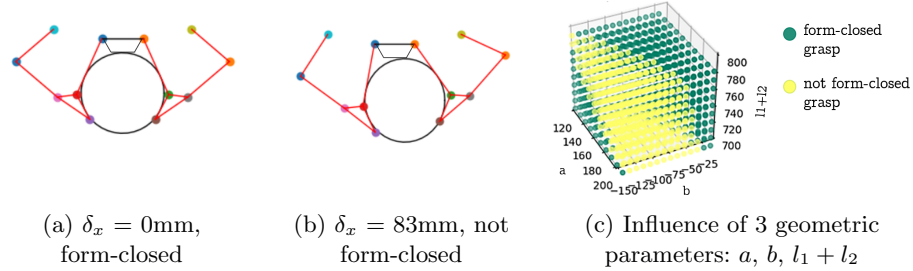 form-closed
grasp
not form-closed
grasp
800
780
760
740
720
700
l1+l2
120
140
160
180
200
a
−150
−125
−100
−75
−50
−25
b
(a) δx = 0mm,
form-closed
(b) δx = 83mm, not
form-closed
(c) Influence of 3 geometric
parameters: a, b, l1 + l2